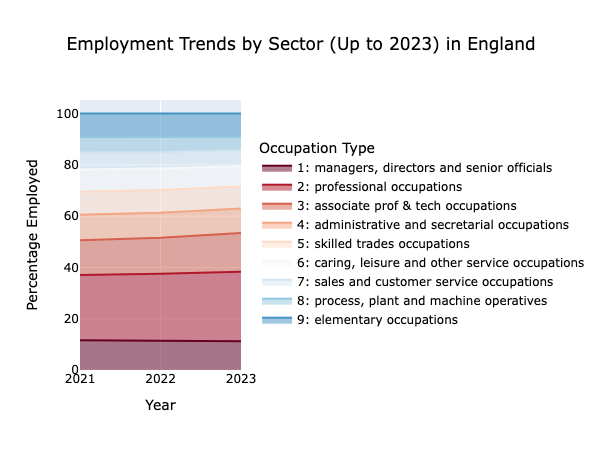 Employment Trends by Sector (Up to 2023) in England
100
80
60
40
20
0
Percentage Employed
2021
2022
2023
Year
Occupation Type
1: managers, directors and senior officials
2: professional occupations
3: associate prof & tech occupations
4: administrative and secretarial occupations
5: skilled trades occupations
6: caring, leisure and other service occupations
7: sales and customer service occupations
8: process, plant and machine operatives
9: elementary occupations